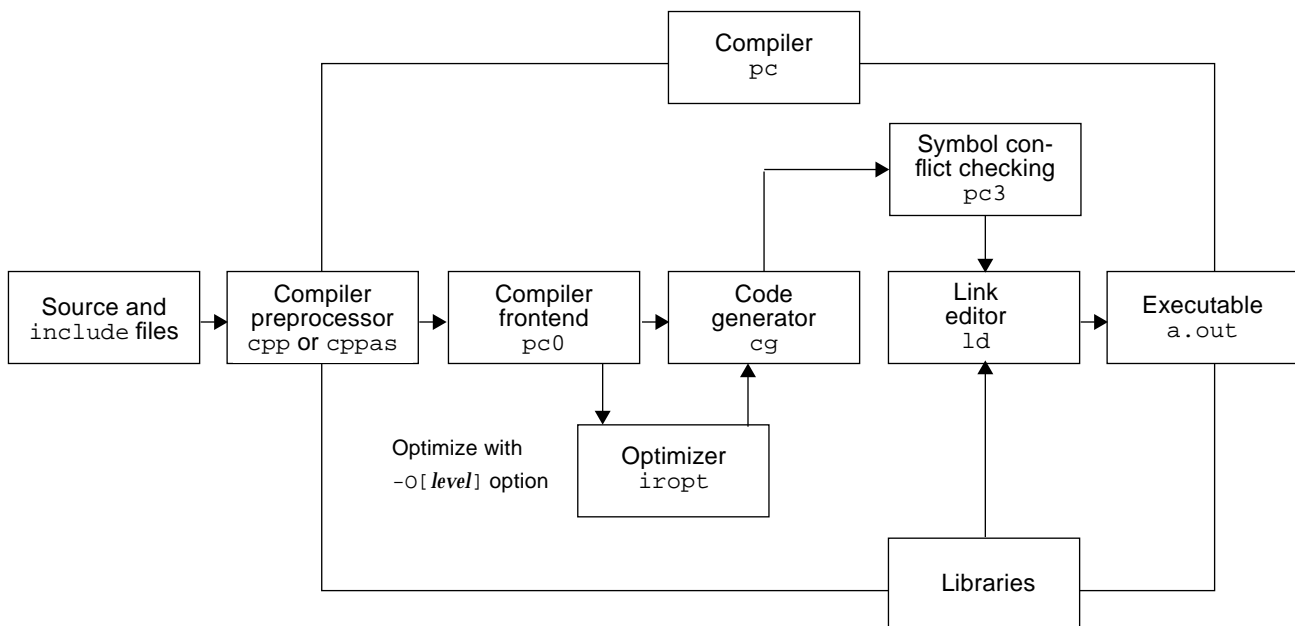 Compiler
pc
Symbol con-
flict checking
pc3
Source and
include files
Compiler
preprocessor
cpp or cppas
Compiler
frontend
pc0
Code
generator
cg
Link
editor
ld
Executable
a.out
Optimize with
-O[level] option
Optimizer
iropt
Libraries